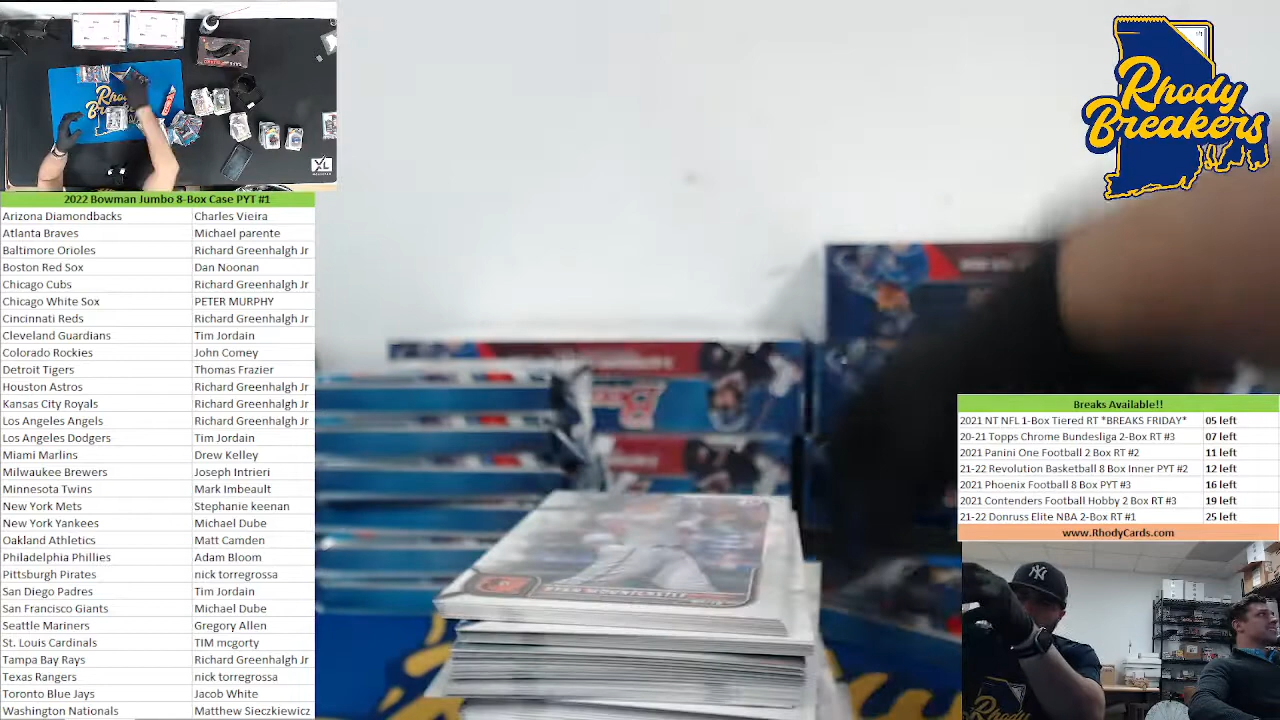 Rhody
Breakers
2022 Bowman Jumbo 8-Box Case PYT #1
Arizona Diamondbacks Charles Vieira
Atlanta Braves Michael parente
Baltimore Orioles Richard Greenhalgh Jr
Boston Red Sox Dan Noonan
Chicago Cubs Richard Greenhalgh Jr
Chicago White Sox PETER MURPHY
Cincinnati Reds Richard Greenhalgh Jr
Cleveland Guardians Tim Jordain
Colorado Rockies John Comey
Detroit Tigers Thomas Frazier
Houston Astros Richard Greenhalgh Jr
Kansas City Royals Richard Greenhalgh Jr
Los Angeles Angels Richard Greenhalgh Jr
Los Angeles Dodgers Tim Jordain
Miami Marlins Drew Kelley
Milwaukee Brewers Joseph Intrieri
Minnesota Twins Mark Imbeault
New York Mets Stephanie keenan
New York Yankees Michael Dube
Oakland Athletics Matt Camden
Philadelphia Phillies Adam Bloom
Pittsburgh Pirates nick torregrossa
San Diego Padres Tim Jordain
San Francisco Giants Michael Dube
Seattle Mariners Gregory Allen
St. Louis Cardinals TIM mcgorty
Tampa Bay Rays Richard Greenhalgh Jr
Texas Rangers nick torregrossa
Toronto Blue Jays Jacob White
Washington Nationals Matthew Sieczkiewicz
RYAN MOUNTCASTLE
Breaks Available!!
2021 NT NFL 1-Box Tiered RT *BREAKS FRIDAY* 05 left
20-21 Topps Chrome Bundesliga 2-Box RT #3 07 left
2021 Panini One Football 2 Box RT #2 11 left
21-22 Revolution Basketball 8 Box Inner PYT #2 12 left
2021 Phoenix Football 8 Box PYT #3 16 left
2021 Contenders Football Hobby 2 Box RT #3 19 left
21-22 Donruss Elite NBA 2-Box RT #1 25 left
www.RhodyCards.com
Rhody